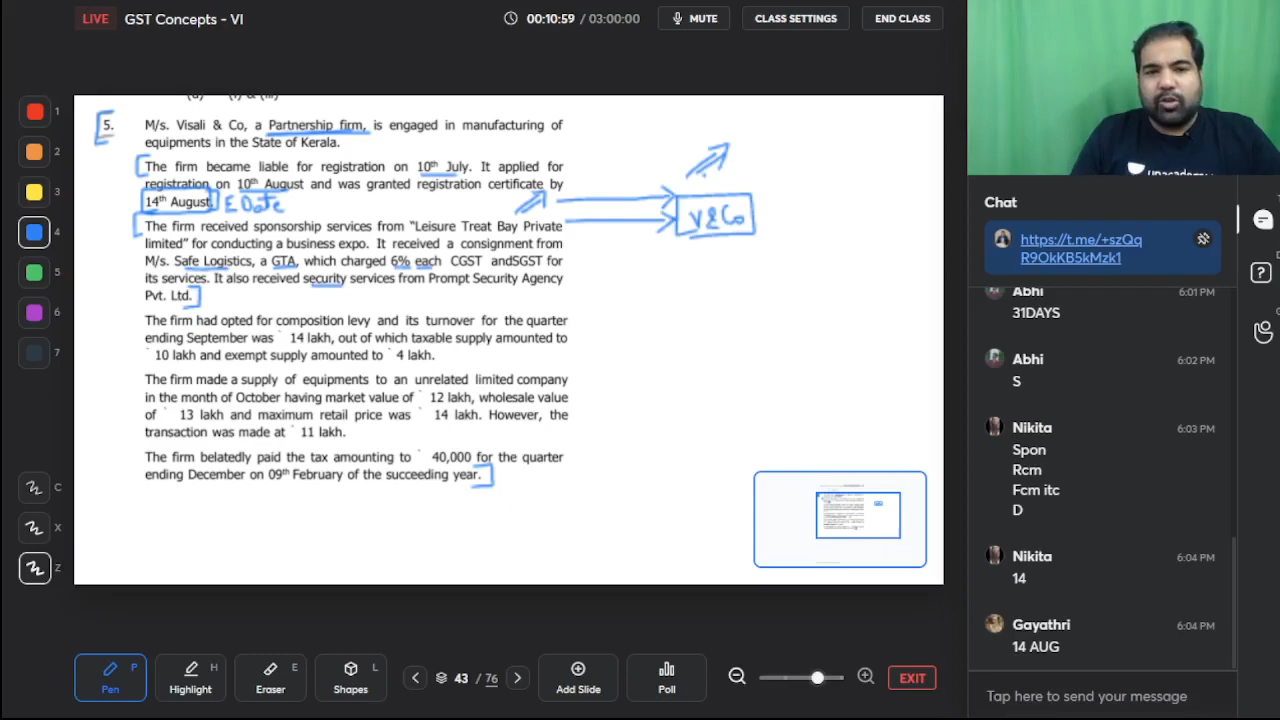 LIVE
GST Concepts - VI
00:10:59 / 03:00:00
MUTE
CLASS SETTINGS
END CLASS
1
2
3
4
5
6
7
C
X
Z
5. M/s. Visali & Co, a Partnership firm, is engaged in manufacturing of
equipments in the State of Kerala.
The firm became liable for registration on 10th July. It applied for
registration on 10th August and was granted registration certificate by
14th August. E Date
The firm received sponsorship services from "Leisure Treat Bay Private
limited" for conducting a business expo. It received a consignment from
M/s. Safe Logistics, a GTA, which charged 6% each CGST andSGST for
its services. It also received security services from Prompt Security Agency
Pvt. Ltd.
The firm had opted for composition levy and its turnover for the quarter
ending September was ` 14 lakh, out of which taxable supply amounted to
` 10 lakh and exempt supply amounted to ` 4 lakh.
The firm made a supply of equipments to an unrelated limited company
in the month of October having market value of ` 12 lakh, wholesale value
of ` 13 lakh and maximum retail price was ` 14 lakh. However, the
transaction was made at ` 11 lakh.
The firm belatedly paid the tax amounting to ` 40,000 for the quarter
ending December on 09th February of the succeeding year.
V & Co
Pen
P
Highlight
H
Eraser
E
Shapes
L
43 / 76
Add Slide
Poll
EXIT
Chat
https://t.me/+szQq
R9OkKB5kMzk1
Abhi 6:01 PM
31DAYS
Abhi 6:02 PM
S
Nikita 6:03 PM
Spon
Rcm
Fcm itc
D
Nikita 6:04 PM
14
Gayathri 6:04 PM
14 AUG
Tap here to send your message